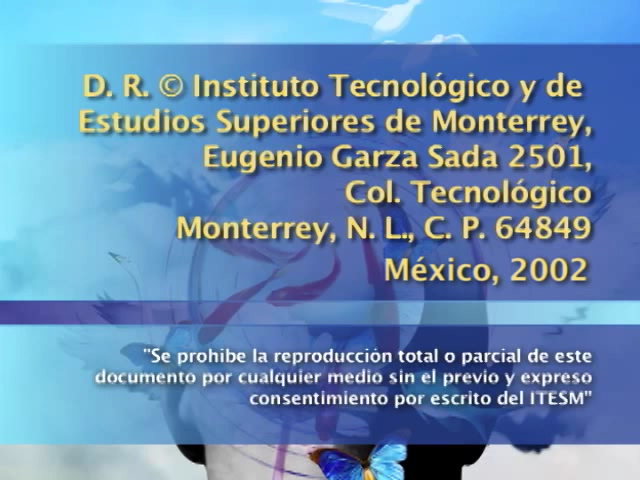 D. R. © Instituto Tecnológico y de
Estudios Superiores de Monterrey,
Eugenio Garza Sada 2501,
Col. Tecnológico
Monterrey, N. L., C. P. 64849
México, 2002
"Se prohibe la reproducción total o parcial de este
documento por cualquier medio sin el previo y expreso
consentimiento por escrito del ITESM"